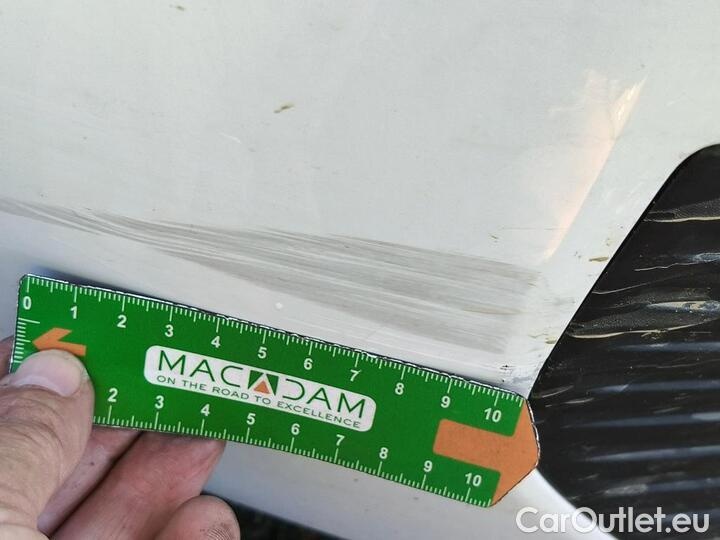 0 1 2 3 4 5 6 7 8 9 10
MACADAM
ON THE ROAD TO EXCELLENCE
2 3 4 5 6 7 8 9 10
CarOutlet.eu